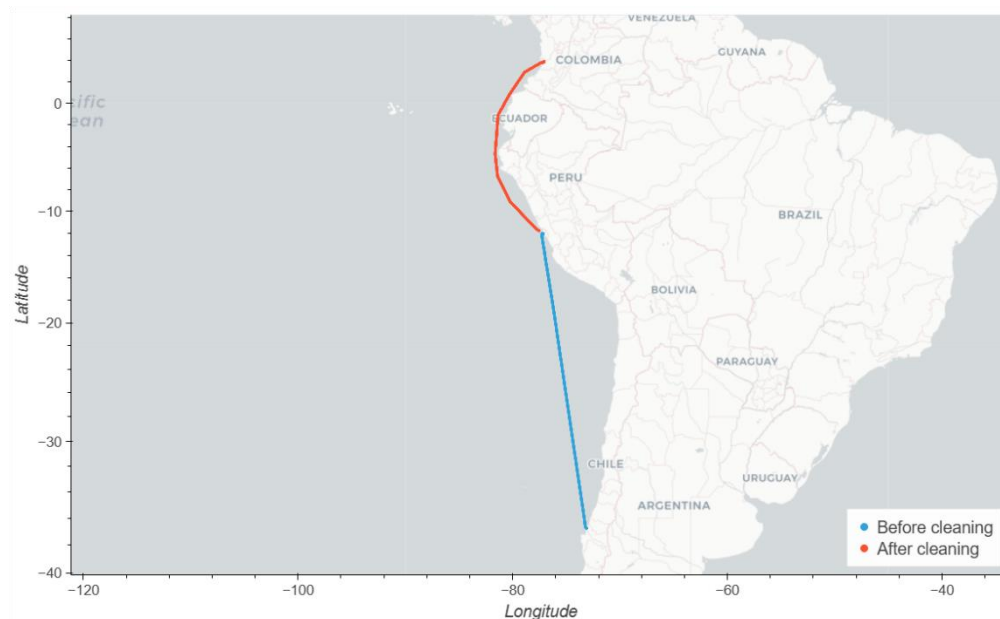 VENEZUELA
GUYANA
COLOMBIA
cific
ean
0
ECUADOR
PERU
−10
BRAZIL
Latitude
BOLIVIA
−20
PARAGUAY
−30
CHILE
URUGUAY
ARGENTINA
Before cleaning
After cleaning
−40
−120
−100
−80
−60
−40
Longitude